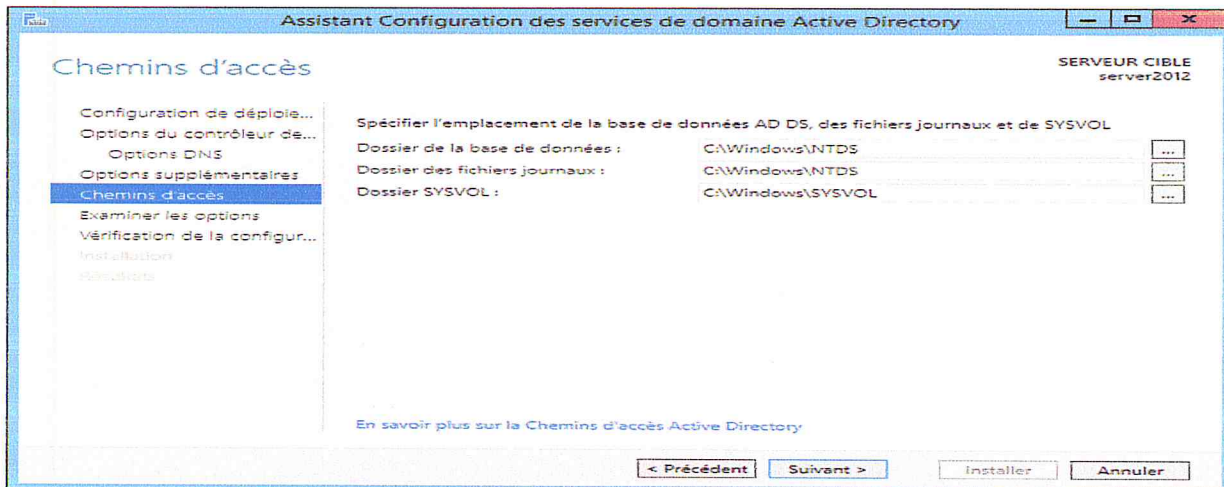 Assistant Configuration des services de domaine Active Directory
Chemins d'accès
SERVEUR CIBLE
server2012
Configuration de déploie...
Options du contrôleur de...
Options DNS
Options supplémentaires
Chemins d'accès
Examiner les options
Vérification de la configur...
Installation
Résultats
Spécifier l'emplacement de la base de données AD DS, des fichiers journaux et de SYSVOL
Dossier de la base de données : C:\Windows\NTDS ...
Dossier des fichiers journaux : C:\Windows\NTDS ...
Dossier SYSVOL : C:\Windows\SYSVOL ...
En savoir plus sur la Chemins d'accès Active Directory
< Précédent Suivant > Installer Annuler